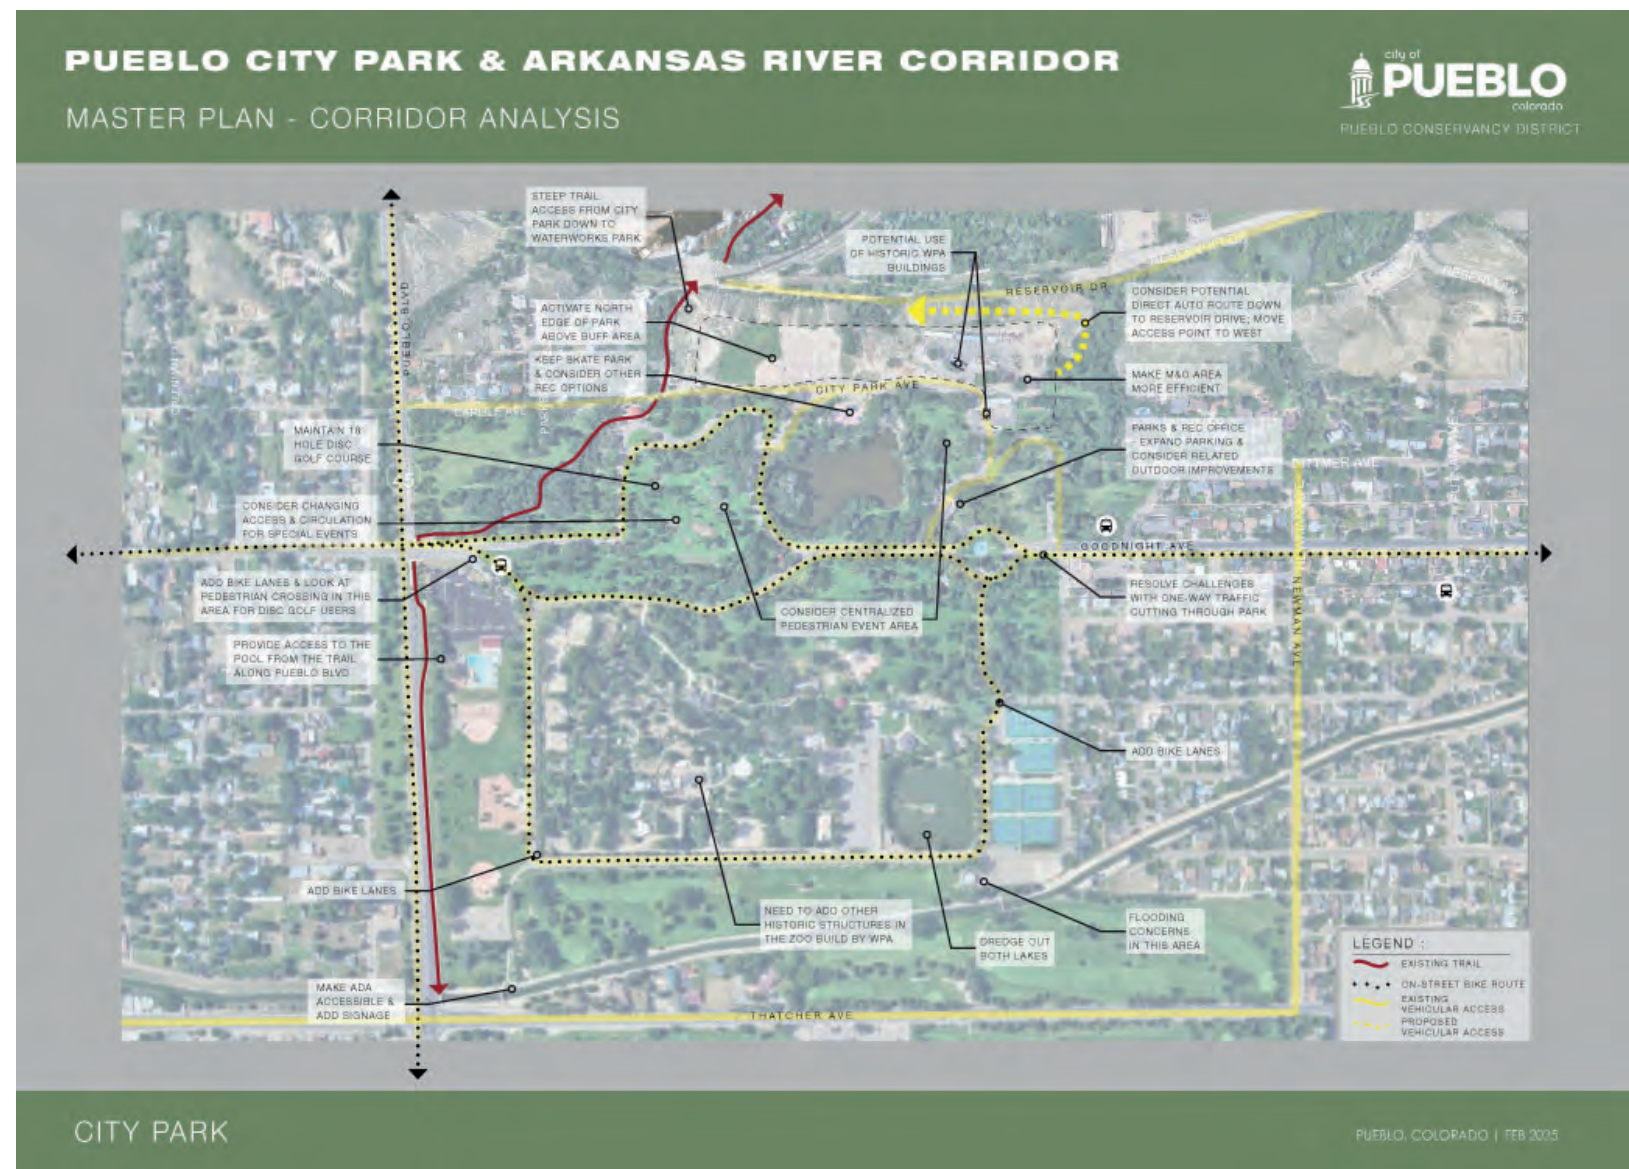 PUEBLO CITY PARK & ARKANSAS RIVER CORRIDOR
MASTER PLAN - CORRIDOR ANALYSIS
city of
PUEBLO
colorado
PUEBLO CONSERVANCY DISTRICT
STEEP TRAIL
ACCESS FROM CITY
PARK DOWN TO
WATERWORKS PARK
POTENTIAL USE
OF HISTORIC WPA
BUILDINGS
RESERVOIR DR
RESERVOIR DR
CONSIDER POTENTIAL
DIRECT AUTO ROUTE DOWN
TO RESERVOIR DRIVE; MOVE
ACCESS POINT TO WEST
PUEBLO BLVD
ACTIVATE NORTH
EDGE OF PARK
ABOVE BUFF AREA
KEEP SKATE PARK
& CONSIDER OTHER
REC OPTIONS
CITY PARK AVE
MAKE M&O AREA
MORE EFFICIENT
CARLILE AVE
MAINTAIN 18
HOLE DISC
GOLF COURSE
PARKS & REC OFFICE
- EXPAND PARKING &
CONSIDER RELATED
OUTDOOR IMPROVEMENTS
CONSIDER CHANGING
ACCESS & CIRCULATION
FOR SPECIAL EVENTS
GOODNIGHT AVE
ADD BIKE LANES & LOOK AT
PEDESTRIAN CROSSING IN THIS
AREA FOR DISC GOLF USERS
RESOLVE CHALLENGES
WITH ONE-WAY TRAFFIC
CUTTING THROUGH PARK
CONSIDER CENTRALIZED
PEDESTRIAN EVENT AREA
NEWMAN AVE
PROVIDE ACCESS TO THE
POOL FROM THE TRAIL
ALONG PUEBLO BLVD
ADD BIKE LANES
ADD BIKE LANES
NEED TO ADD OTHER
HISTORIC STRUCTURES IN
THE ZOO BUILD BY WPA
DREDGE OUT
BOTH LAKES
FLOODING
CONCERNS
IN THIS AREA
MAKE ADA
ACCESSIBLE &
ADD SIGNAGE
THATCHER AVE
LEGEND :
EXISTING TRAIL
ON-STREET BIKE ROUTE
EXISTING
VEHICULAR ACCESS
PROPOSED
VEHICULAR ACCESS
CITY PARK
PUEBLO, COLORADO | FEB 2025